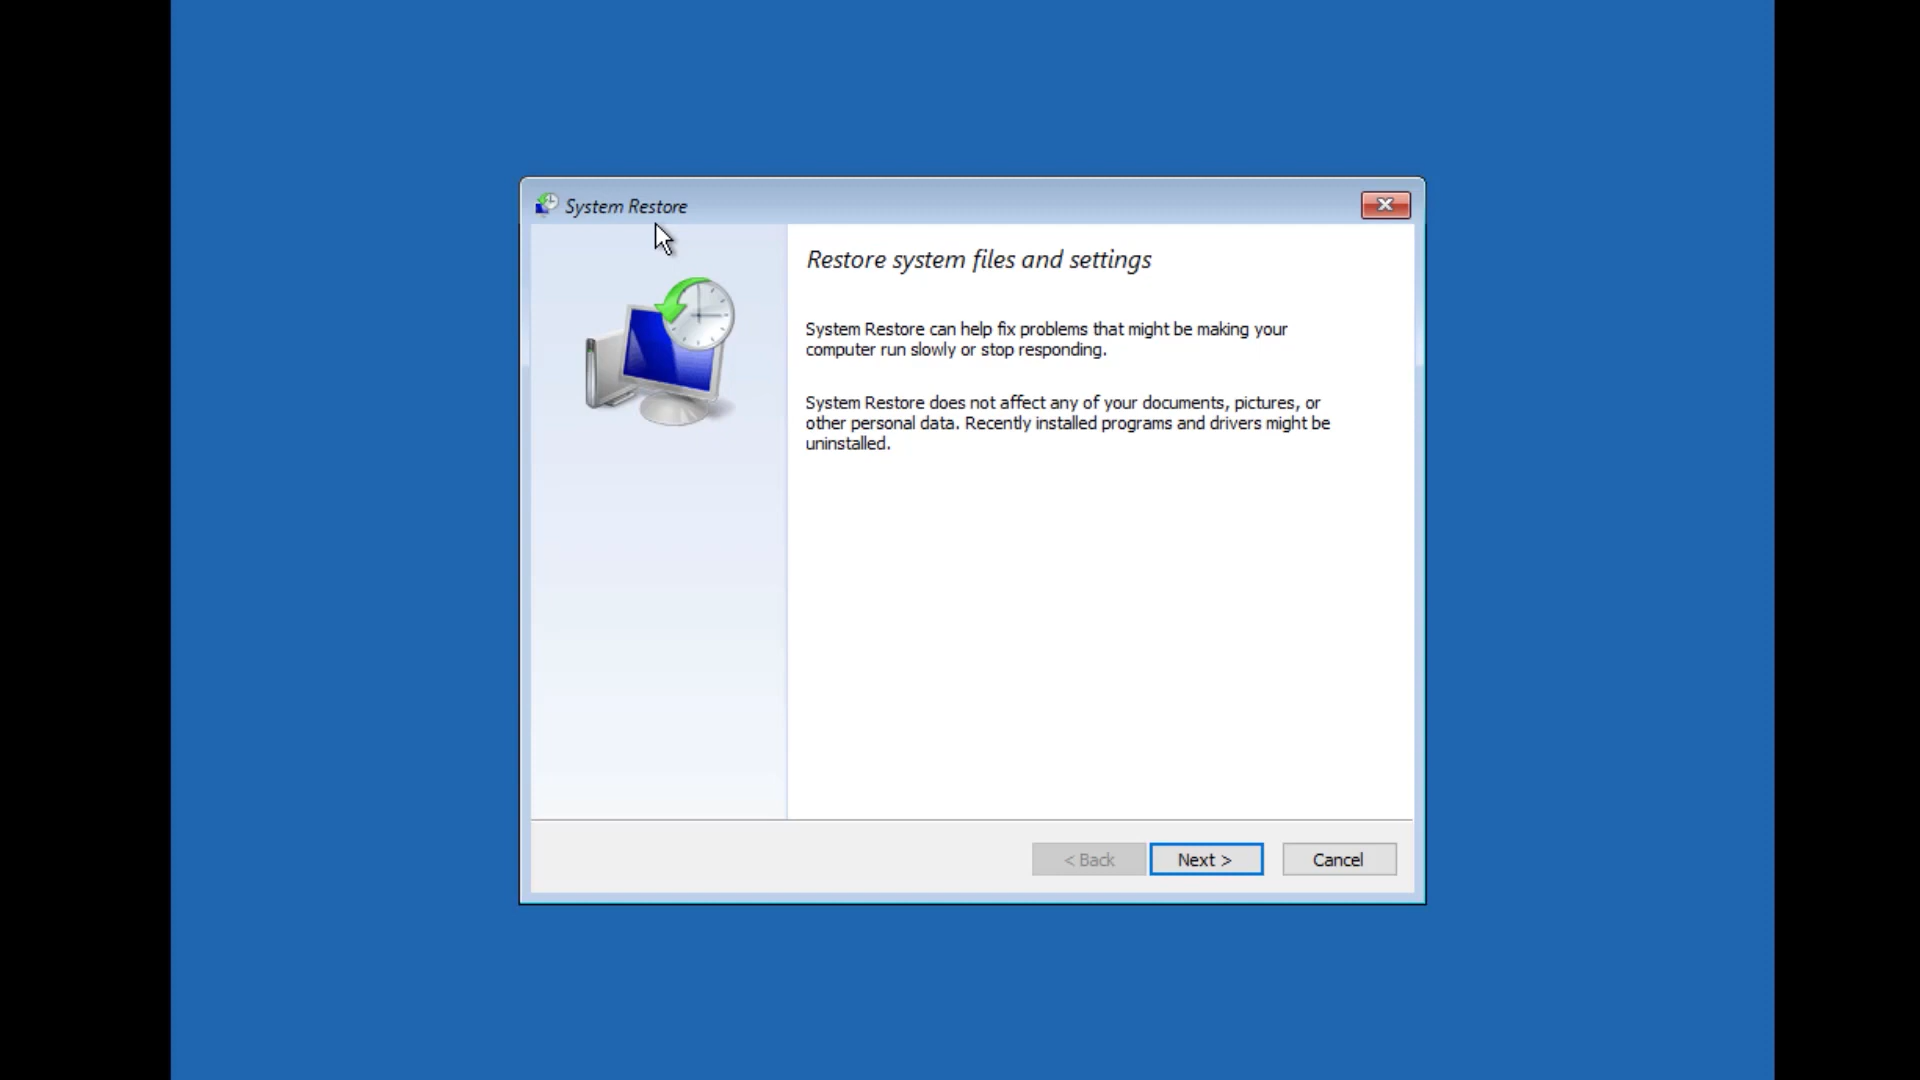 System Restore
Restore system files and settings
System Restore can help fix problems that might be making your
computer run slowly or stop responding.
System Restore does not affect any of your documents, pictures, or
other personal data. Recently installed programs and drivers might be
uninstalled.
< Back Next > Cancel